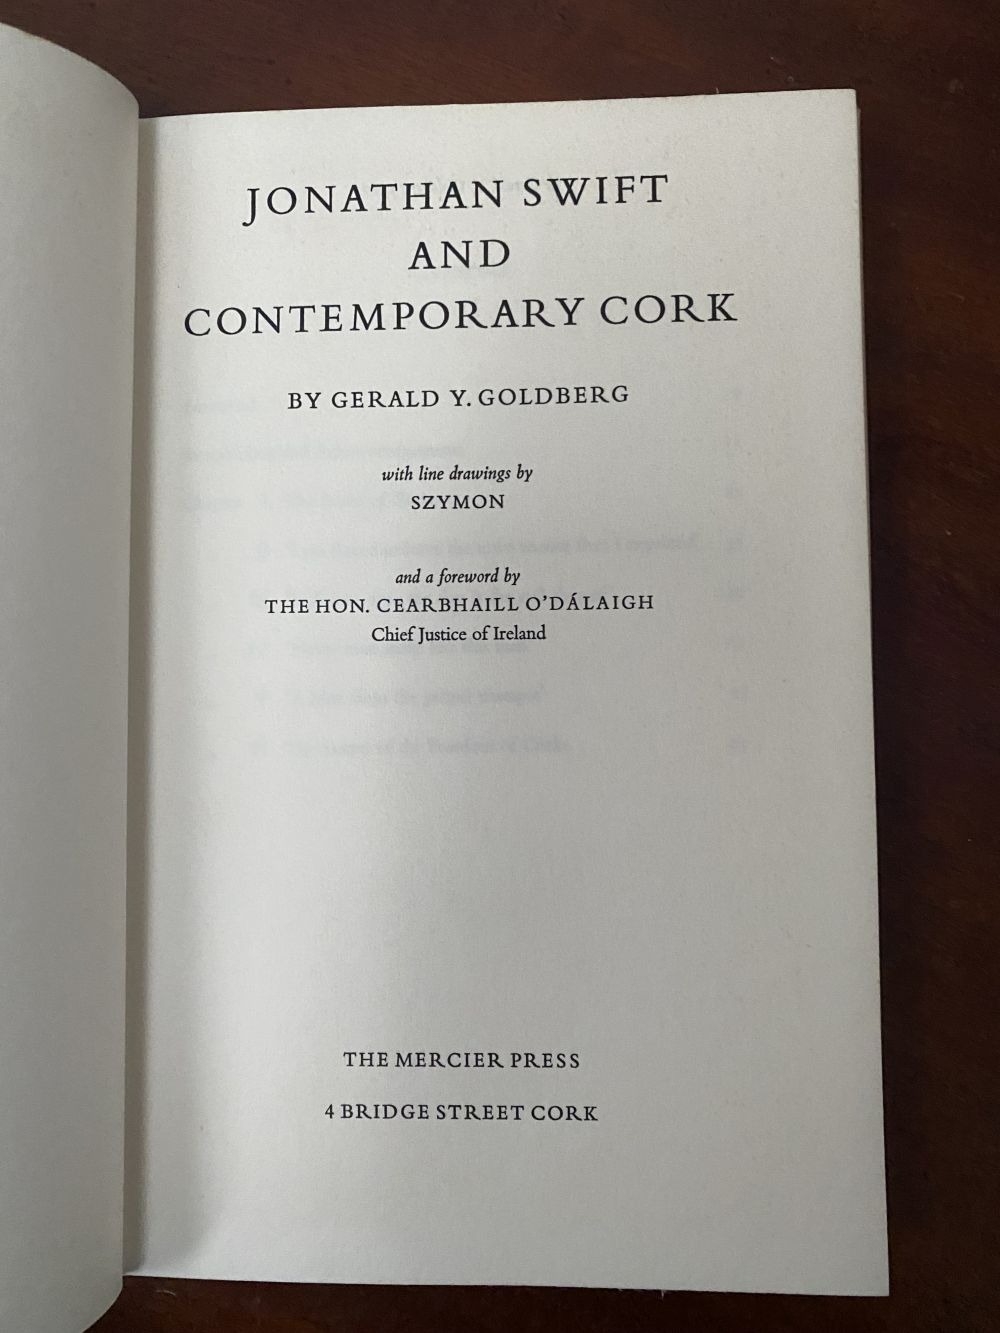 JONATHAN SWIFT
AND
CONTEMPORARY CORK
BY GERALD Y. GOLDBERG
with line drawings by
SZYMON
and a foreword by
THE HON. CEARBHAILL O'DÁLAIGH
Chief Justice of Ireland
THE MERCIER PRESS
4 BRIDGE STREET CORK